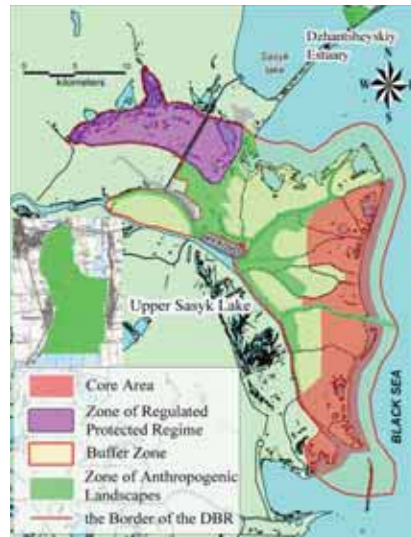 Dzhantsheyskiy
Estuary
Sasyk
lake
0 5 10
kilometers
W E
S
Upper Sasyk Lake
BLACK SEA
Core Area
Zone of Regulated
Protected Regime
Buffer Zone
Zone of Anthropogenic
Landscapes
the Border of the DBR